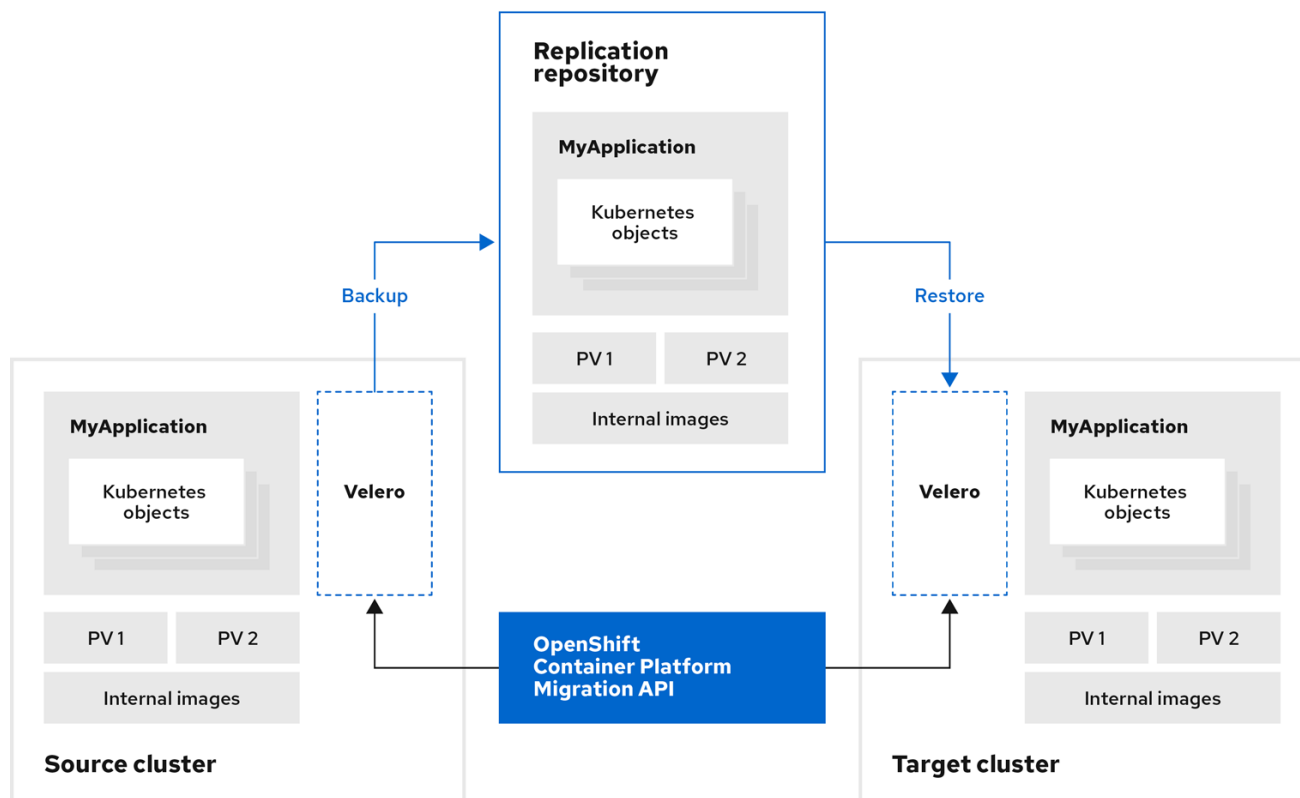 Replication
repository
MyApplication
Kubernetes
objects
Backup
Restore
PV 1
PV 2
Internal images
MyApplication
Kubernetes
objects
Velero
PV 1
PV 2
Internal images
Source cluster
OpenShift
Container Platform
Migration API
Velero
MyApplication
Kubernetes
objects
PV 1
PV 2
Internal images
Target cluster